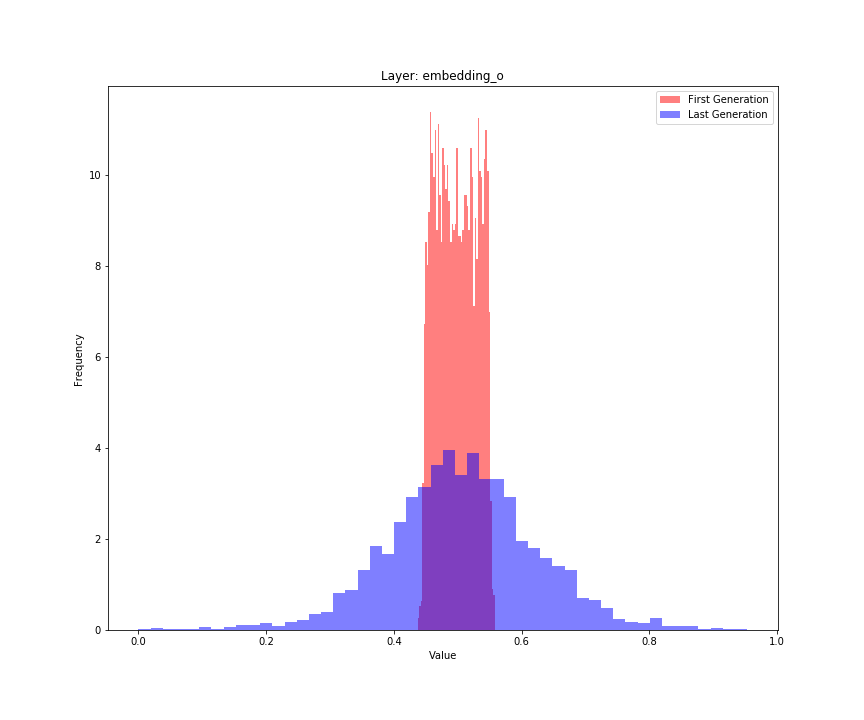 Layer: embedding_o
First Generation
Last Generation
Frequency
10
8
6
4
2
0
0.0 0.2 0.4 0.6 0.8 1.0
Value